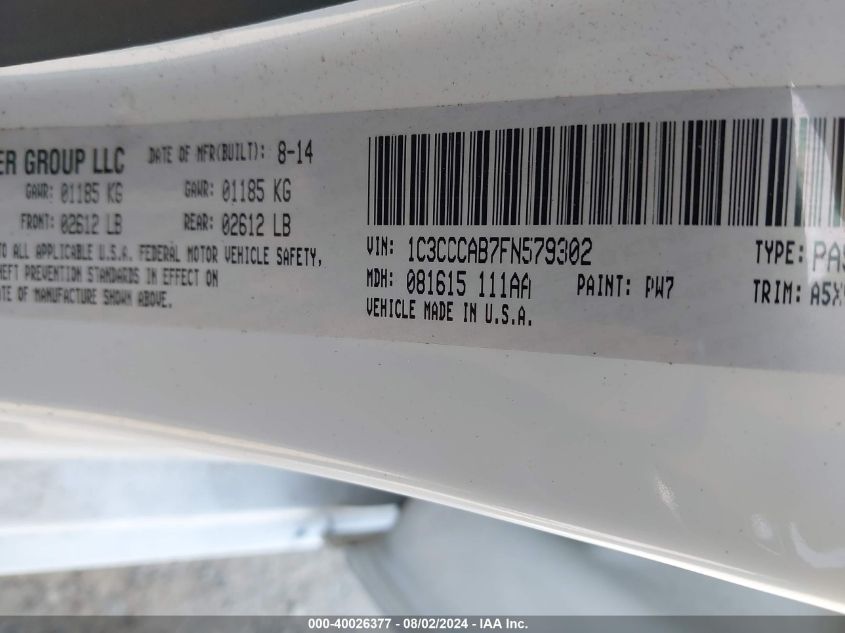 ER GROUP LLC DATE OF MFR(BUILT): 8-14
GAWR: 01185 KG GAWR: 01185 KG
FRONT: 02612 LB REAR: 02612 LB
TO ALL APPLICABLE U.S.A. FEDERAL MOTOR VEHICLE SAFETY,
HEFT PREVENTION STANDARDS IN EFFECT ON
TE OF MANUFACTURE SHOWN ABOVE.
VIN: 1C3CCCAB7FN579302 TYPE: PAS
MDH: 081615 111AA PAINT: PW7 TRIM: A5X
VEHICLE MADE IN U.S.A.
000-40026377 - 08/02/2024 - IAA Inc.